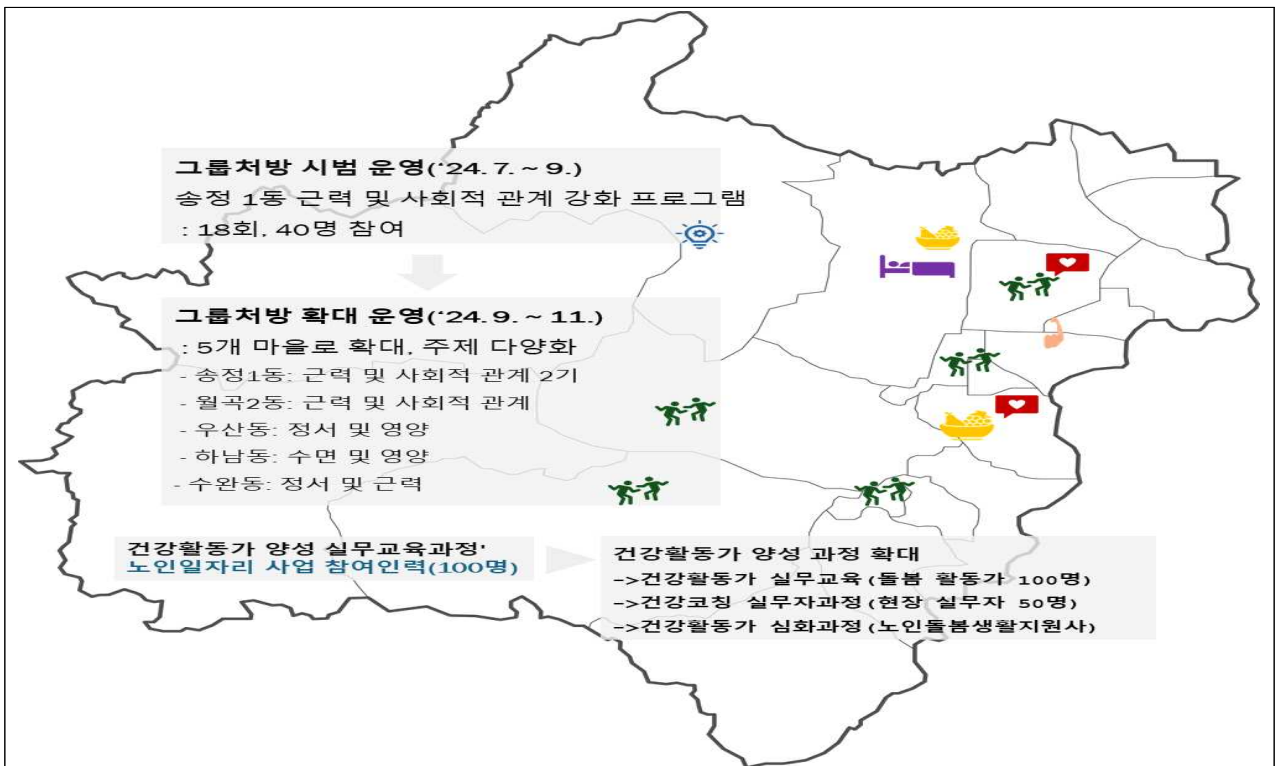 그룹처방 시범 운영(‘24. 7. ~ 9.)
송정 1동 근력 및 사회적 관계 강화 프로그램
: 18회, 40명 참여
그룹처방 확대 운영(‘24. 9. ~ 11.)
: 5개 마을로 확대, 주제 다양화
- 송정1동: 근력 및 사회적 관계 2기
- 월곡2동: 근력 및 사회적 관계
- 우산동: 정서 및 영양
- 하남동: 수면 및 영양
- 수완동: 정서 및 근력
건강활동가 양성 실무교육과정'
노인일자리 사업 참여인력(100명)
건강활동가 양성 과정 확대
->건강활동가 실무교육(돌봄 활동가 100명)
->건강코칭 실무자과정(현장 실무자 50명)
->건강활동가 심화과정(노인돌봄생활지원사)